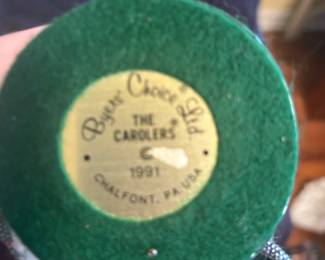 Byers' Choice® Ltd.
THE
CAROLERS®
1991
CHALFONT, PA USA